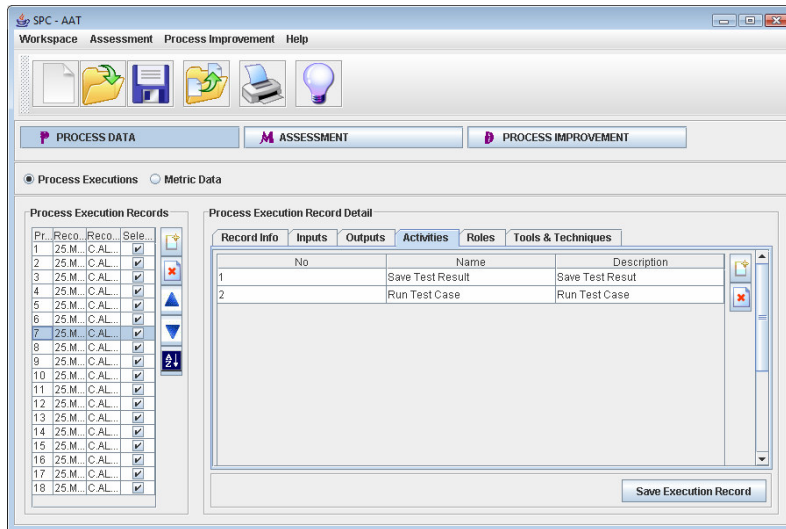 SPC - AAT
Workspace Assessment Process Improvement Help
P PROCESS DATA M ASSESSMENT PROCESS IMPROVEMENT
Process Executions Metric Data
Process Execution Records
Pr... Reco... Reco... Sele...
1 25.M... C.AL...
2 25.M... C.AL...
3 25.M... C.AL...
4 25.M... C.AL...
5 25.M... C.AL...
6 25.M... C.AL...
7 25.M... C.AL...
8 25.M... C.AL...
9 25.M... C.AL...
10 25.M... C.AL...
11 25.M... C.AL...
12 25.M... C.AL...
13 25.M... C.AL...
14 25.M... C.AL...
15 25.M... C.AL...
16 25.M... C.AL...
17 25.M... C.AL...
18 25.M... C.AL...
A Z
Process Execution Record Detail
Record Info Inputs Outputs Activities Roles Tools & Techniques
No Name Description
1 Save Test Result Save Test Resut
2 Run Test Case Run Test Case
Save Execution Record